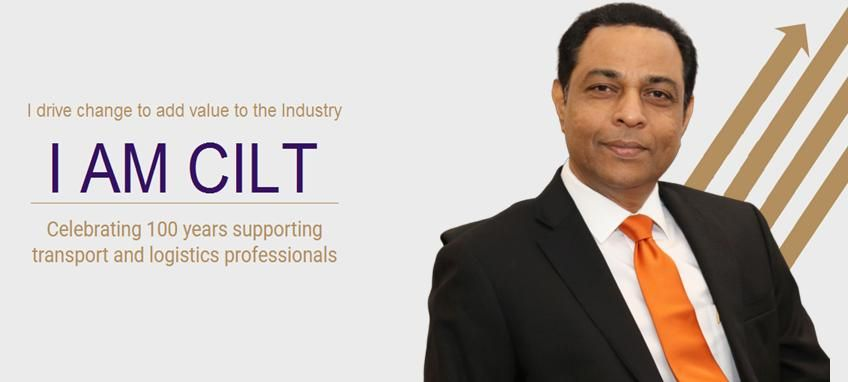 I drive change to add value to the Industry
I AM CILT
Celebrating 100 years supporting
transport and logistics professionals